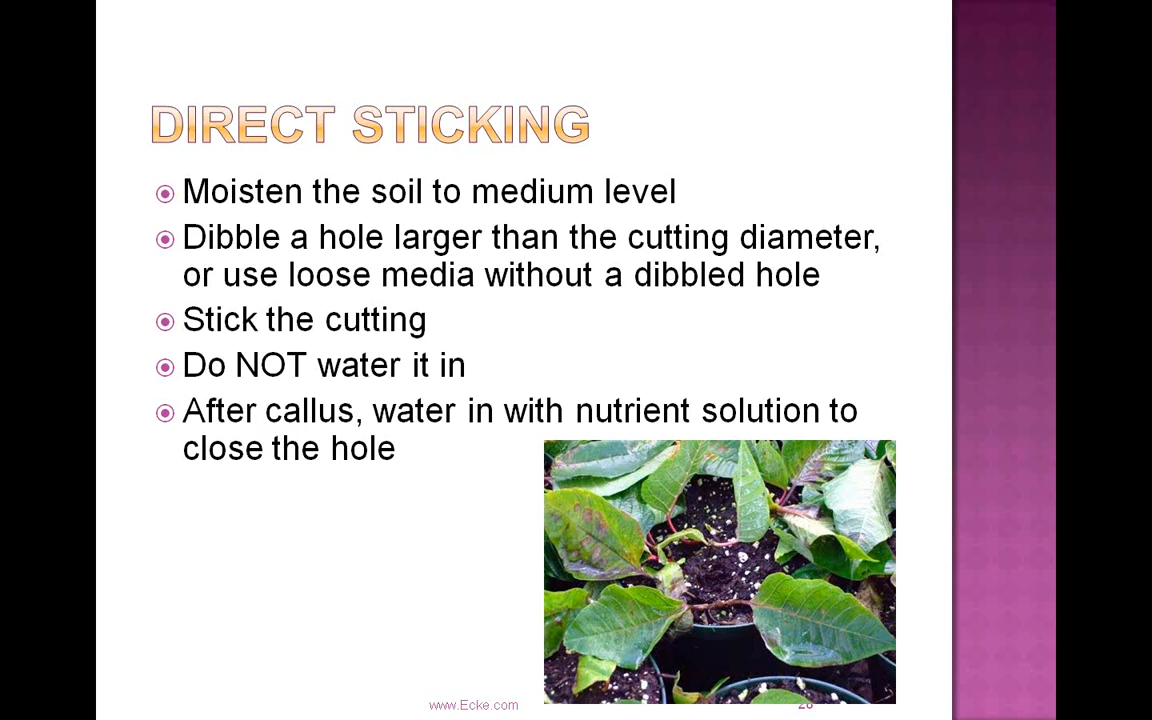 DIRECT STICKING
Moisten the soil to medium level
Dibble a hole larger than the cutting diameter,
or use loose media without a dibbled hole
Stick the cutting
Do NOT water it in
After callus, water in with nutrient solution to
close the hole
www.Ecke.com